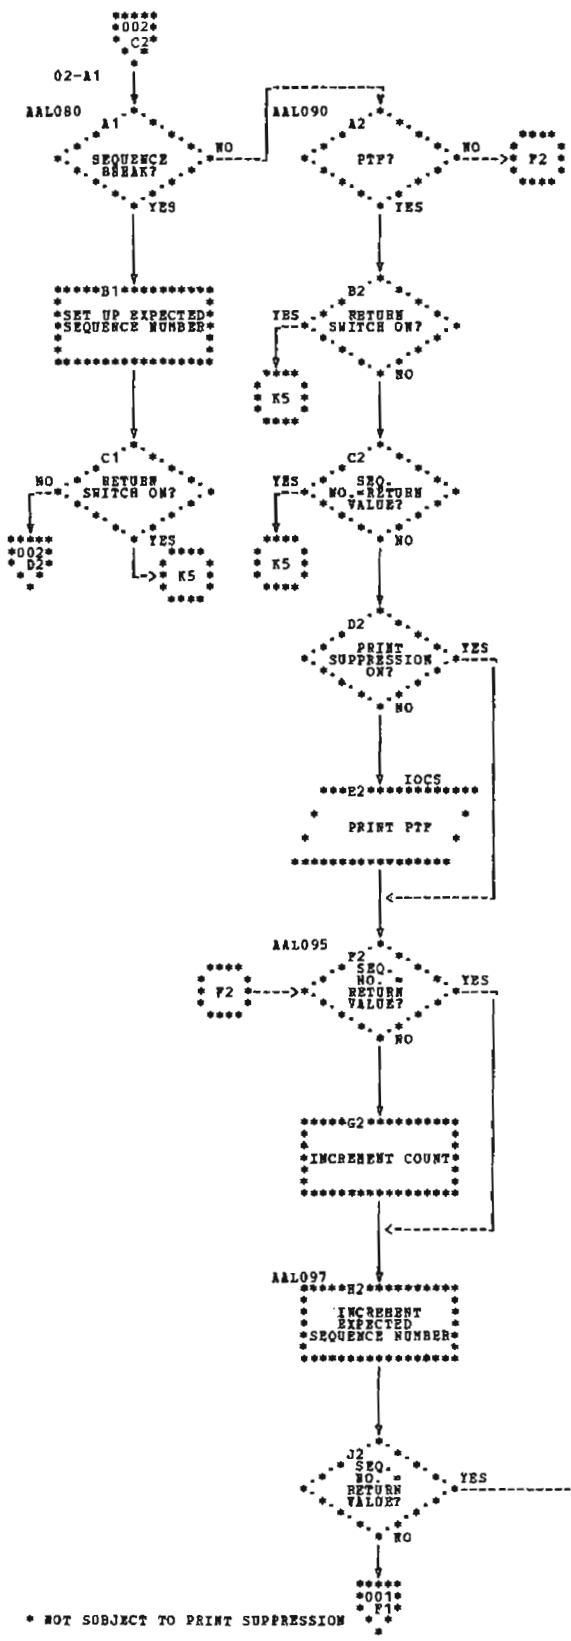 002
C2
02-A1
AAL080
A1
SEQUENCE
BREAK?
NO
YES
B1
SET UP EXPECTED
SEQUENCE NUMBER
C1
RETURN
SWITCH ON?
NO
002
D2
YES
K5
AAL090
A2
PTF?
NO
F2
YES
B2
RETURN
SWITCH ON?
YES
K5
NO
C2
SEQ.
NO.=RETURN
VALUE?
YES
K5
NO
D2
PRINT
SUPPRESSION
ON?
YES
NO
IOCS
E2
PRINT PTF
AAL095
F2
F2
SEQ.
NO. =
RETURN
VALUE?
YES
NO
G2
INCREMENT COUNT
AAL097
H2
INCREMENT
EXPECTED
SEQUENCE NUMBER
J2
SEQ.
NO. =
RETURN
VALUE?
YES
NO
001
F1
* NOT SUBJECT TO PRINT SUPPRESSION